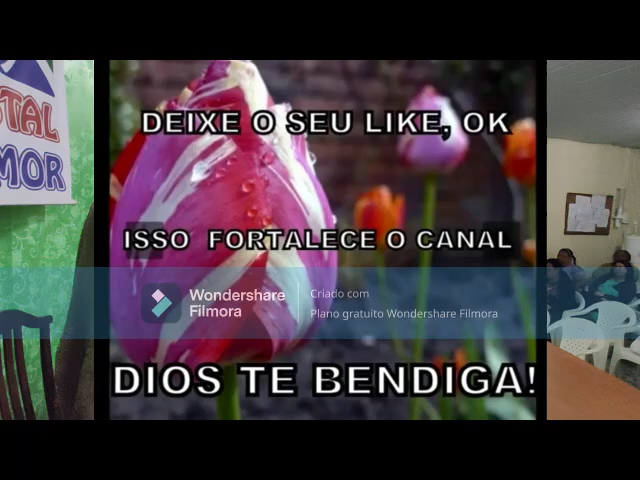 TAL
MOR
DEIXE O SEU LIKE, OK
ISSO FORTALECE O CANAL
Wondershare
Filmora
Criado com
Plano gratuito Wondershare Filmora
DIOS TE BENDIGA!